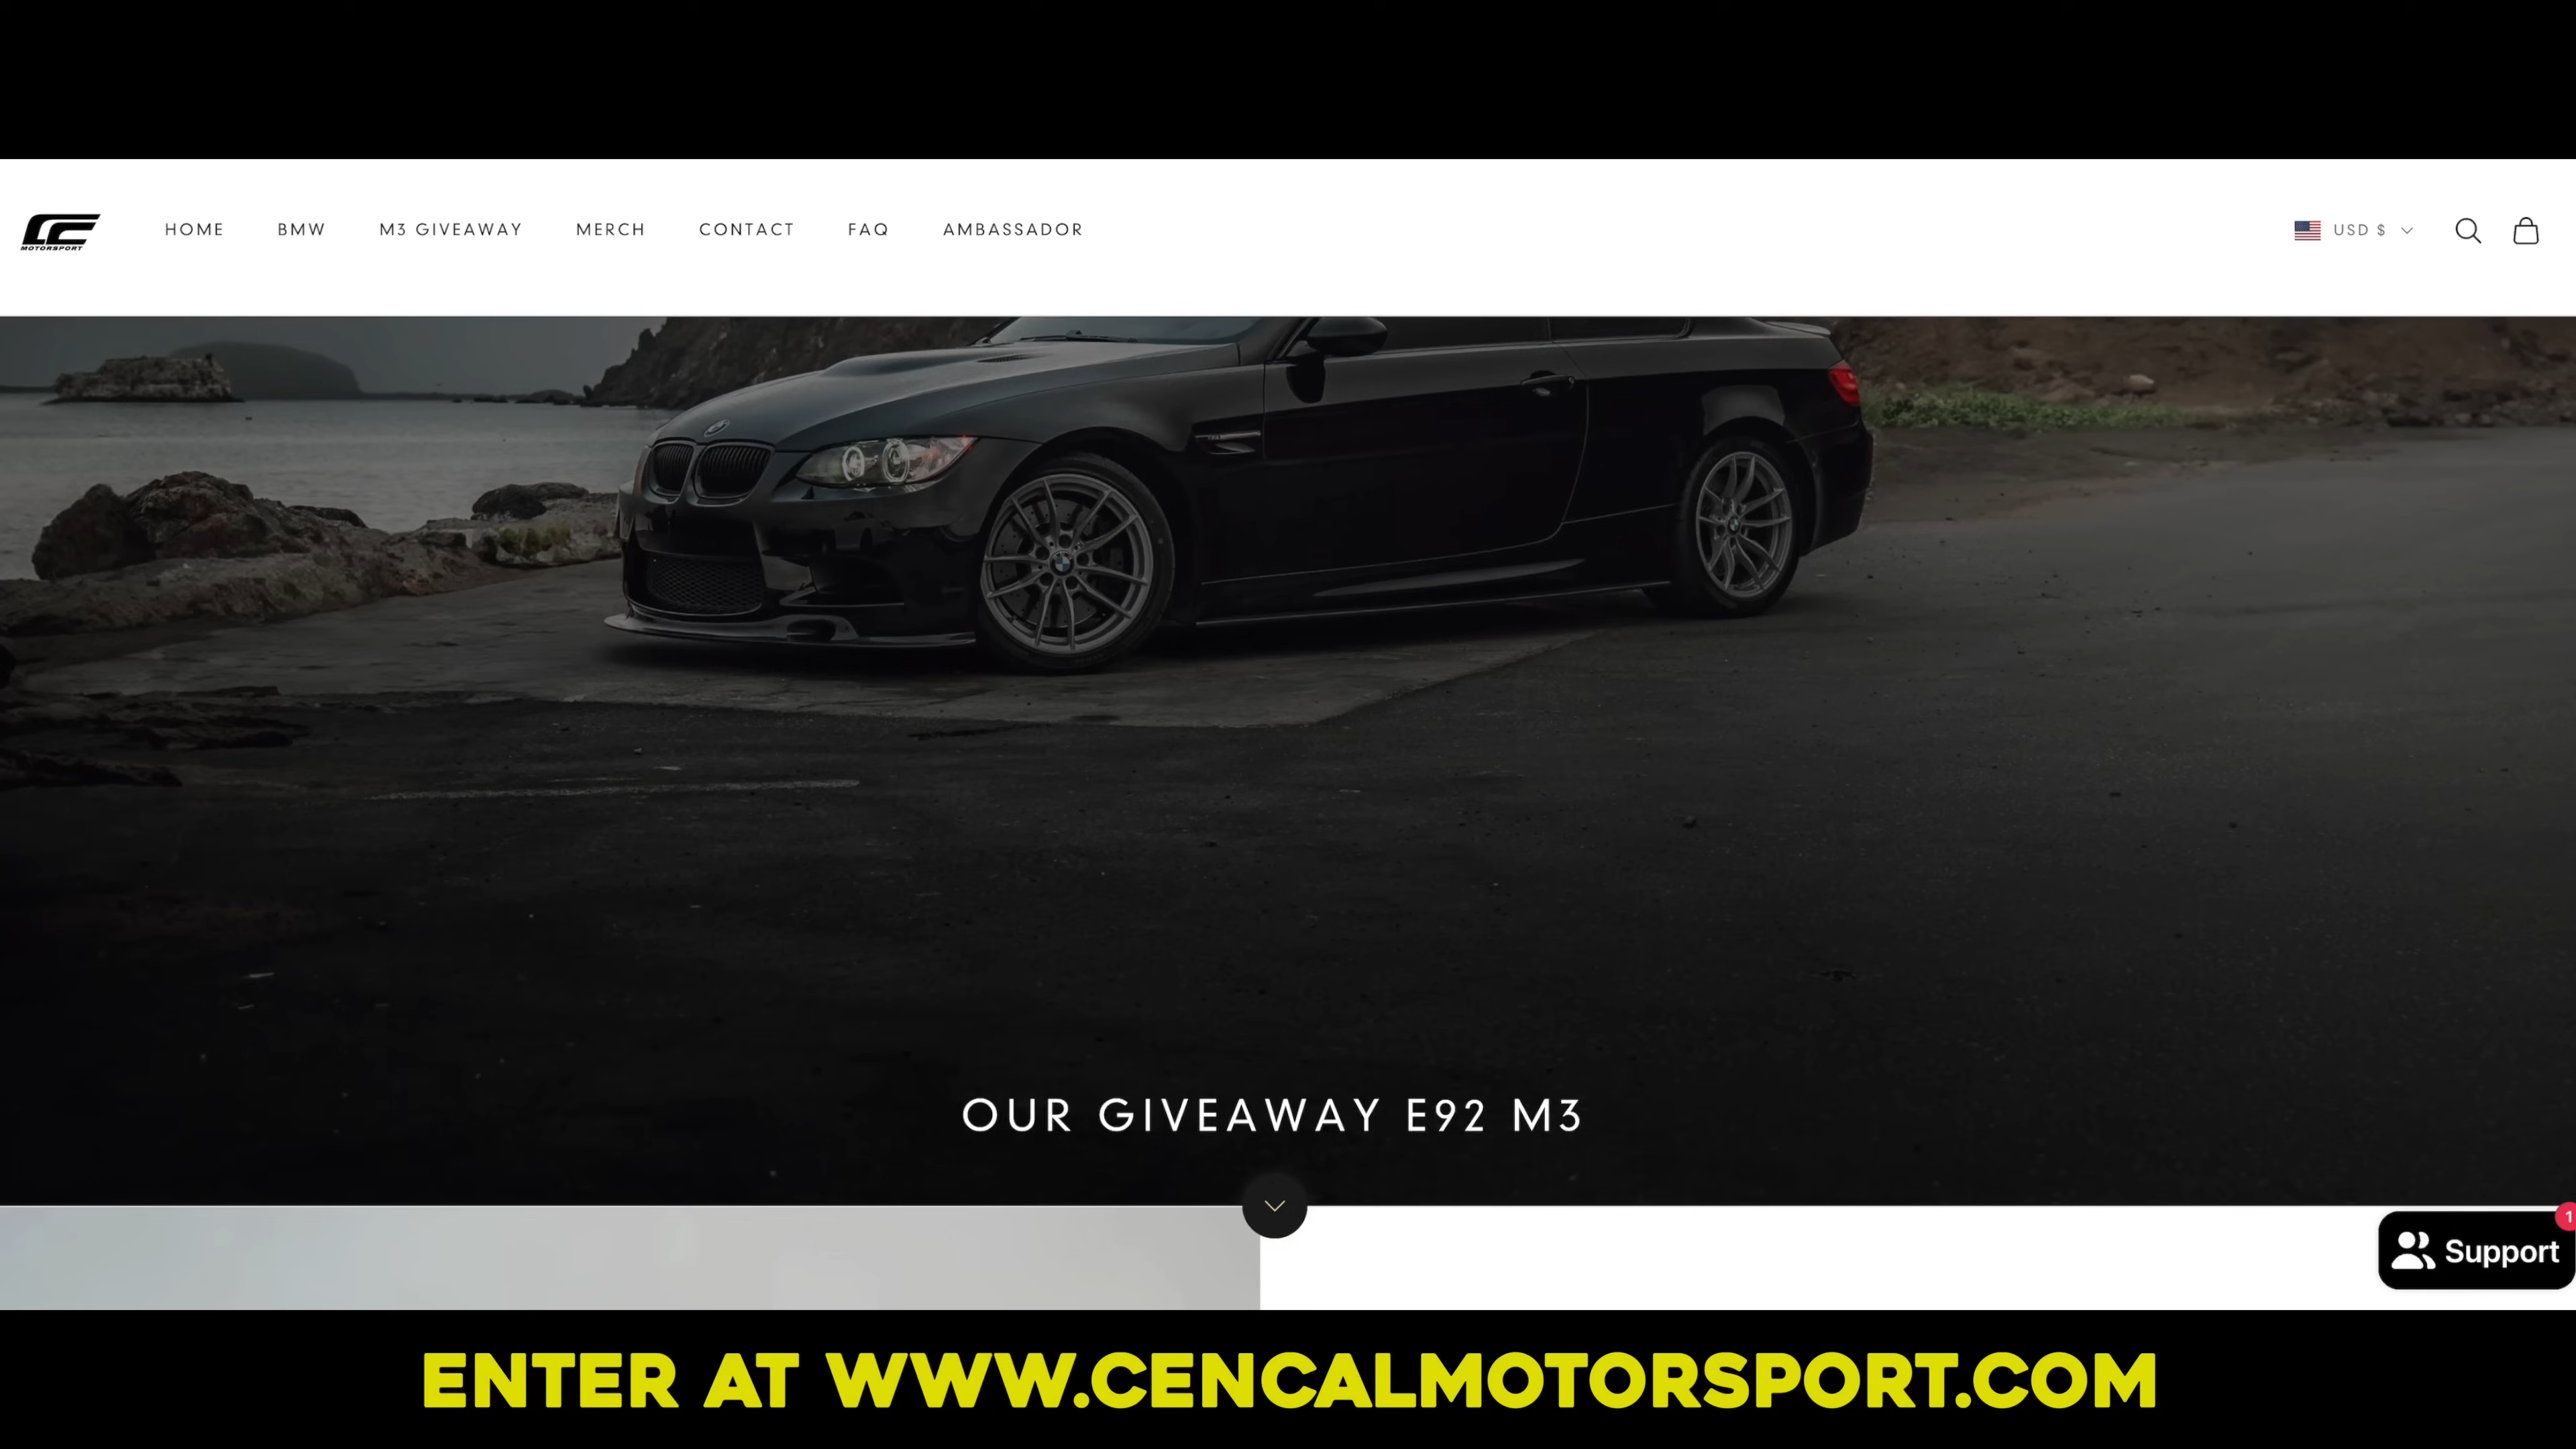 MOTORSPORT
HOME BMW M3 GIVEAWAY MERCH CONTACT FAQ AMBASSADOR USD $
OUR GIVEAWAY E92 M3
1
Support
ENTER AT WWW.CENCALMOTORSPORT.COM